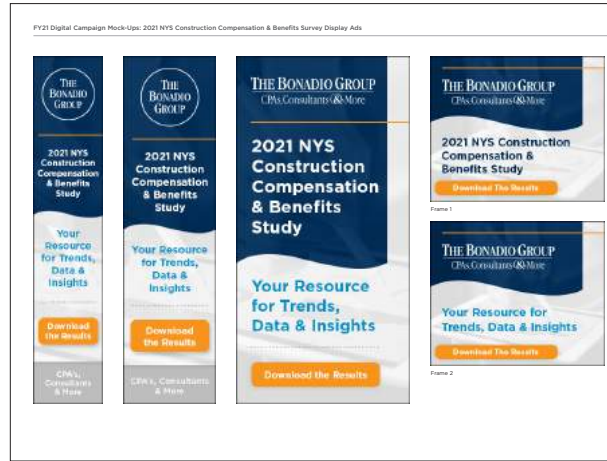 FY21 Digital Campaign Mock-Ups: 2021 NYS Construction Compensation & Benefits Survey Display Ads
THE
BONADIO
GROUP
2021 NYS
Construction
Compensation
& Benefits
Study
Your
Resource
for Trends,
Data &
Insights
Download
the Results
CPA's,
Consultants
& More
THE
BONADIO
GROUP
2021 NYS
Construction
Compensation
& Benefits
Study
Your Resource
for Trends,
Data &
Insights
Download
the Results
CPA's, Consultants
& More
THE BONADIO GROUP
CPAs, Consultants & More
2021 NYS
Construction
Compensation
& Benefits
Study
Your Resource
for Trends,
Data & Insights
Download the Results
THE BONADIO GROUP
CPAs, Consultants & More
2021 NYS Construction
Compensation &
Benefits Study
Download The Results
Frame 1
THE BONADIO GROUP
CPAs, Consultants & More
Your Resource for
Trends, Data & Insights
Download The Results
Frame 2